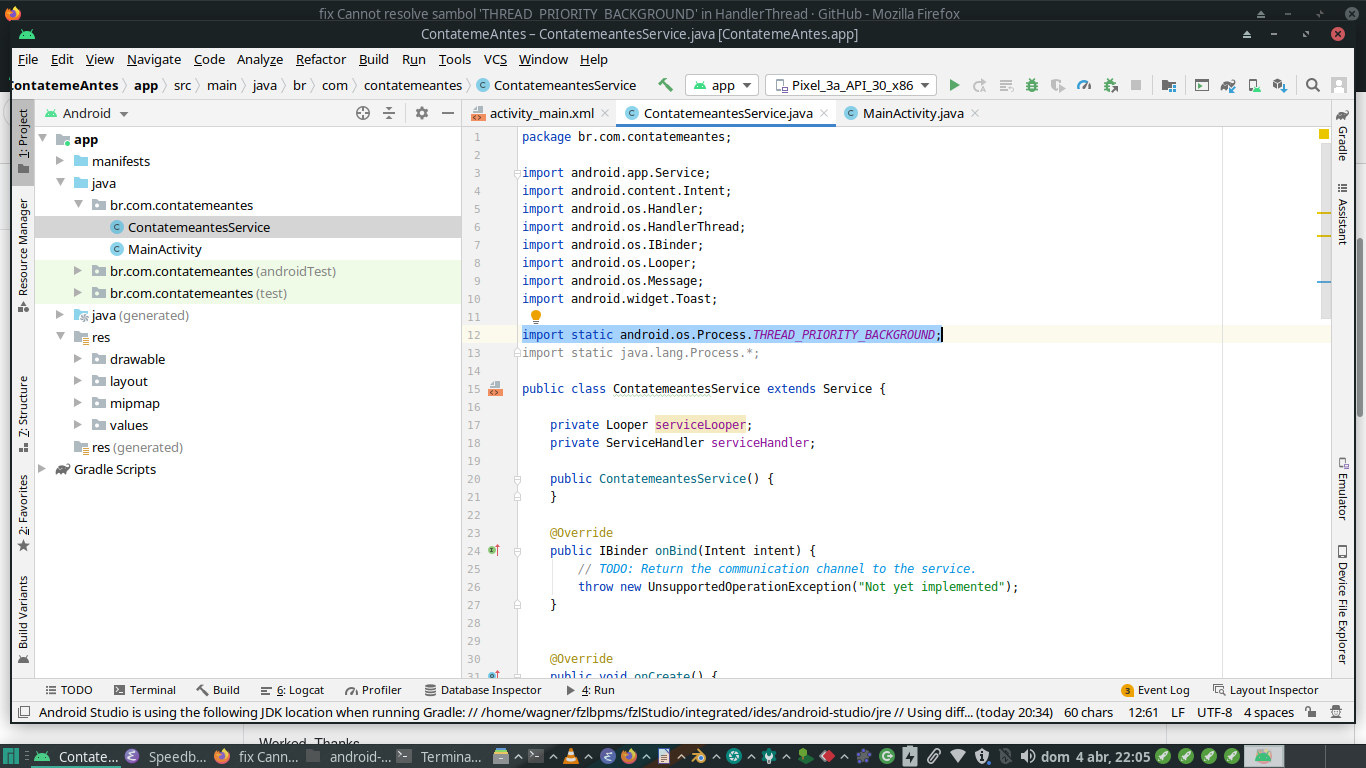 fix Cannot resolve sambol 'THREAD_PRIORITY_BACKGROUND' in HandlerThread · GitHub - Mozilla Firefox
ContatemeAntes – ContatemeantesService.java [ContatemeAntes.app]
File Edit View Navigate Code Analyze Refactor Build Run Tools VCS Window Help
ContatemeAntes app src main java br com contatemeantes ContatemeantesService app Pixel_3a_API_30_x86
Android
activity_main.xml ContatemeantesService.java MainActivity.java
1: Project
Resource Manager
7: Structure
2: Favorites
Build Variants
app
manifests
java
br.com.contatemeantes
ContatemeantesService
MainActivity
br.com.contatemeantes (androidTest)
br.com.contatemeantes (test)
java (generated)
res
drawable
layout
mipmap
values
res (generated)
Gradle Scripts
1 package br.com.contatemeantes;
2
3 import android.app.Service;
4 import android.content.Intent;
5 import android.os.Handler;
6 import android.os.HandlerThread;
7 import android.os.IBinder;
8 import android.os.Looper;
9 import android.os.Message;
10 import android.widget.Toast;
11
12 import static android.os.Process.THREAD_PRIORITY_BACKGROUND;
13 import static java.lang.Process.*;
14
15 public class ContatemeantesService extends Service {
16
17 private Looper serviceLooper;
18 private ServiceHandler serviceHandler;
19
20 public ContatemeantesService() {
21 }
22
23 @Override
24 public IBinder onBind(Intent intent) {
25 // TODO: Return the communication channel to the service.
26 throw new UnsupportedOperationException("Not yet implemented");
27 }
28
29
30 @Override
31 public void onCreate() {
Gradle
Assistant
Emulator
Device File Explorer
TODO Terminal Build 6: Logcat Profiler Database Inspector 4: Run 3 Event Log Layout Inspector
Android Studio is using the following JDK location when running Gradle: // /home/wagner/fzlbpms/fzlStudio/integrated/ides/android-studio/jre // Using diff... (today 20:34) 60 chars 12:61 LF UTF-8 4 spaces
Worked. Thanks
Contate... Speedb... fix Cann... android-... Termina... dom 4 abr, 22:05